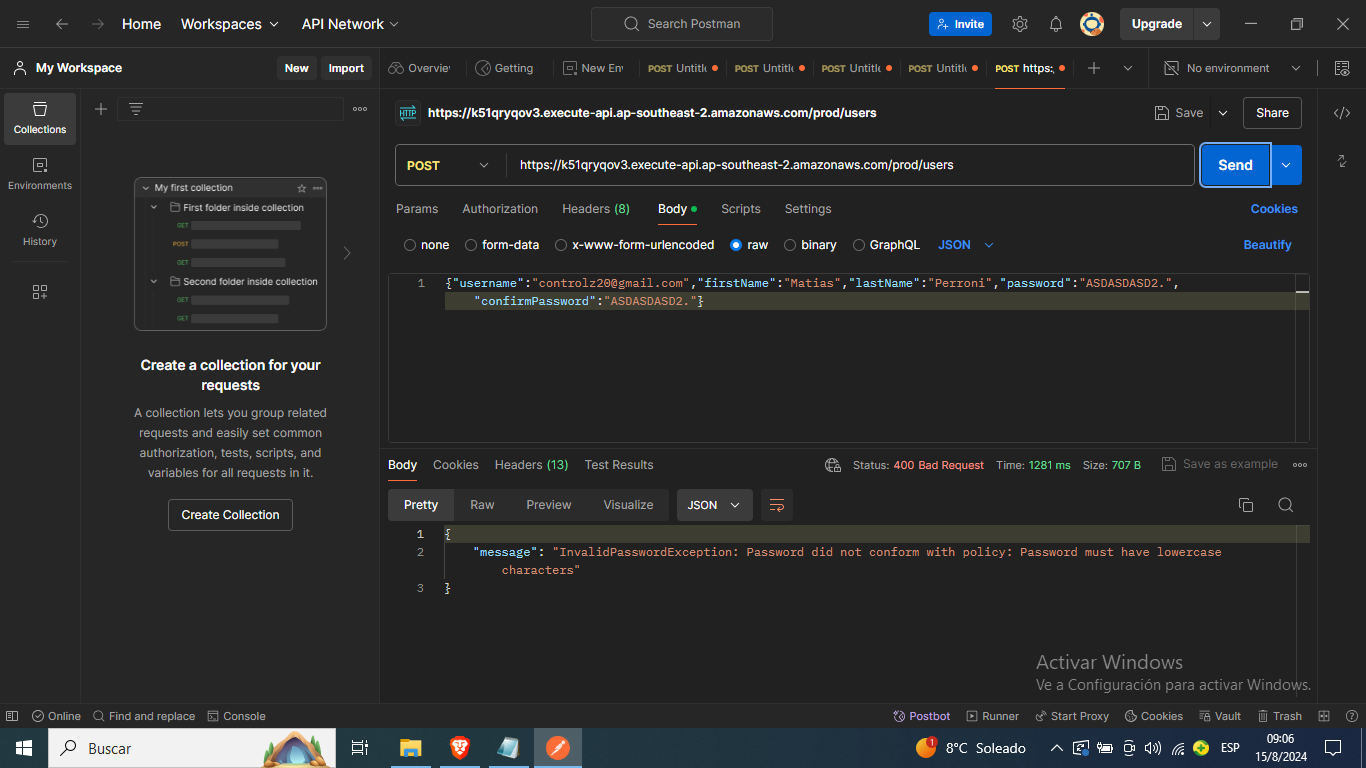 Home Workspaces API Network Search Postman Invite Upgrade
My Workspace New Import Overvie Getting New En POST Untitle POST Untitle POST Untitle POST Untitle POST https: No environment
Collections
Environments
History
My first collection
First folder inside collection
GET
POST
GET
Second folder inside collection
GET
GET
Create a collection for your
requests
A collection lets you group related
requests and easily set common
authorization, tests, scripts, and
variables for all requests in it.
Create Collection
HTTP https://k51qryqov3.execute-api.ap-southeast-2.amazonaws.com/prod/users Save Share
POST https://k51qryqov3.execute-api.ap-southeast-2.amazonaws.com/prod/users Send
Params Authorization Headers (8) Body Scripts Settings Cookies
none form-data x-www-form-urlencoded raw binary GraphQL JSON Beautify
1 {"username":"controlz20@gmail.com","firstName":"Matias","lastName":"Perroni","password":"ASDASDASD2.",
"confirmPassword":"ASDASDASD2."}
Body Cookies Headers (13) Test Results Status: 400 Bad Request Time: 1281 ms Size: 707 B Save as example
Pretty Raw Preview Visualize JSON
1 {
2 "message": "InvalidPasswordException: Password did not conform with policy: Password must have lowercase
characters"
3 }
Activar Windows
Ve a Configuración para activar Windows.
Online Find and replace Console Postbot Runner Start Proxy Cookies Vault Trash
Buscar 1 8°C Soleado ESP 09:06
15/8/2024